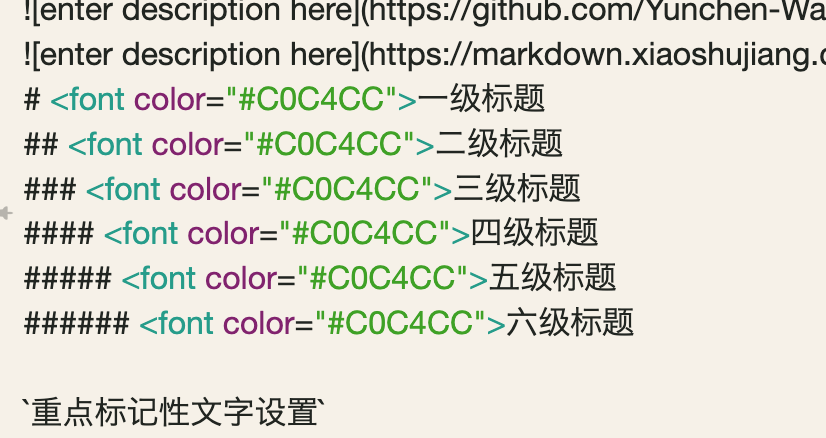 ![enter description here](https://github.com/Yunchen-Wa
![enter description here](https://markdown.xiaoshujiang.c
# <font color="#C0C4CC">一级标题
## <font color="#C0C4CC">二级标题
### <font color="#C0C4CC">三级标题
#### <font color="#C0C4CC">四级标题
##### <font color="#C0C4CC">五级标题
###### <font color="#C0C4CC">六级标题
`重点标记性文字设置`